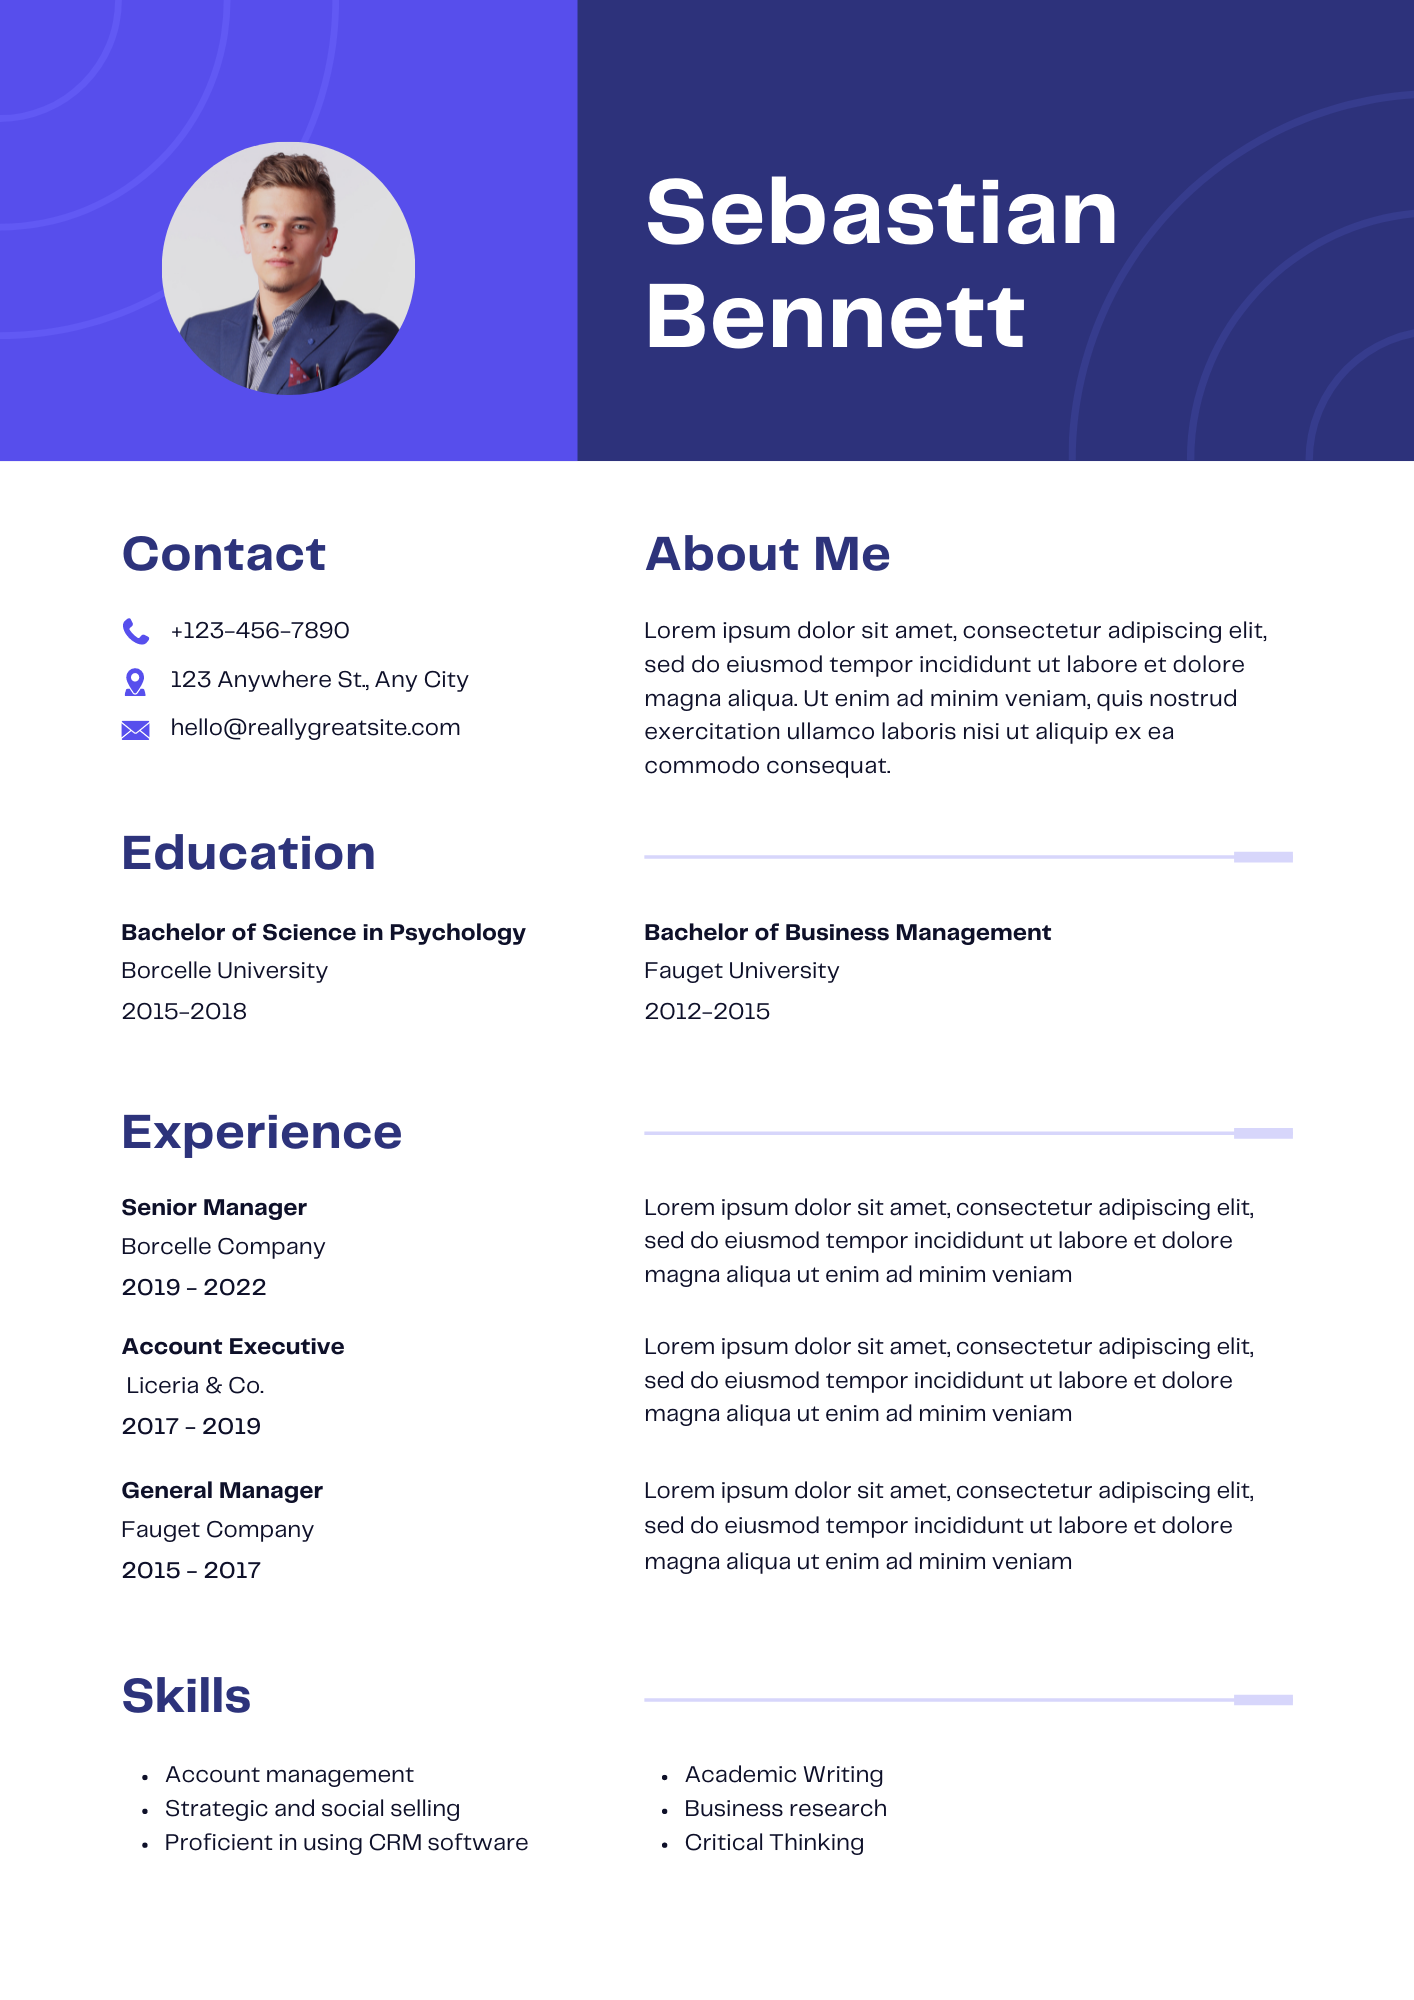 Sebastian
Bennett
Contact
+123-456-7890
123 Anywhere St., Any City
hello@reallygreatsite.com
About Me
Lorem ipsum dolor sit amet, consectetur adipiscing elit,
sed do eiusmod tempor incididunt ut labore et dolore
magna aliqua. Ut enim ad minim veniam, quis nostrud
exercitation ullamco laboris nisi ut aliquip ex ea
commodo consequat.
Education
Bachelor of Science in Psychology
Borcelle University
2015-2018
Bachelor of Business Management
Fauget University
2012-2015
Experience
Senior Manager
Borcelle Company
2019 - 2022
Lorem ipsum dolor sit amet, consectetur adipiscing elit,
sed do eiusmod tempor incididunt ut labore et dolore
magna aliqua ut enim ad minim veniam
Account Executive
Liceria & Co.
2017 - 2019
Lorem ipsum dolor sit amet, consectetur adipiscing elit,
sed do eiusmod tempor incididunt ut labore et dolore
magna aliqua ut enim ad minim veniam
General Manager
Fauget Company
2015 - 2017
Lorem ipsum dolor sit amet, consectetur adipiscing elit,
sed do eiusmod tempor incididunt ut labore et dolore
magna aliqua ut enim ad minim veniam
Skills
• Account management
• Strategic and social selling
• Proficient in using CRM software
• Academic Writing
• Business research
• Critical Thinking